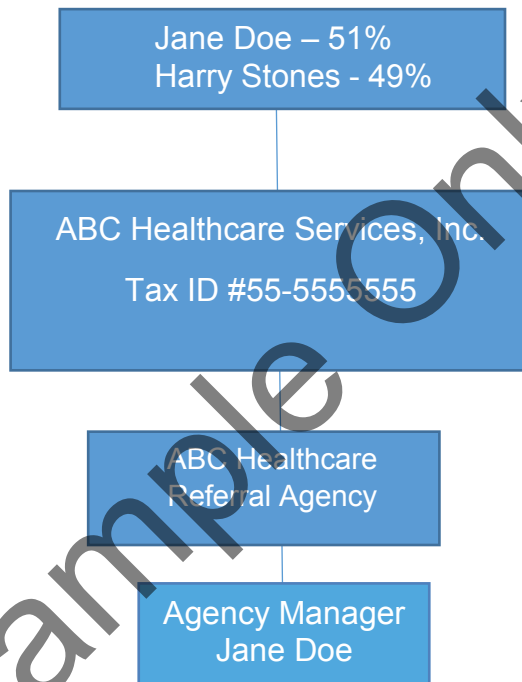 Jane Doe – 51%
Harry Stones - 49%
ABC Healthcare Services, Inc.
Tax ID #55-5555555
ABC Healthcare
Referral Agency
Agency Manager
Jane Doe
ample Onl